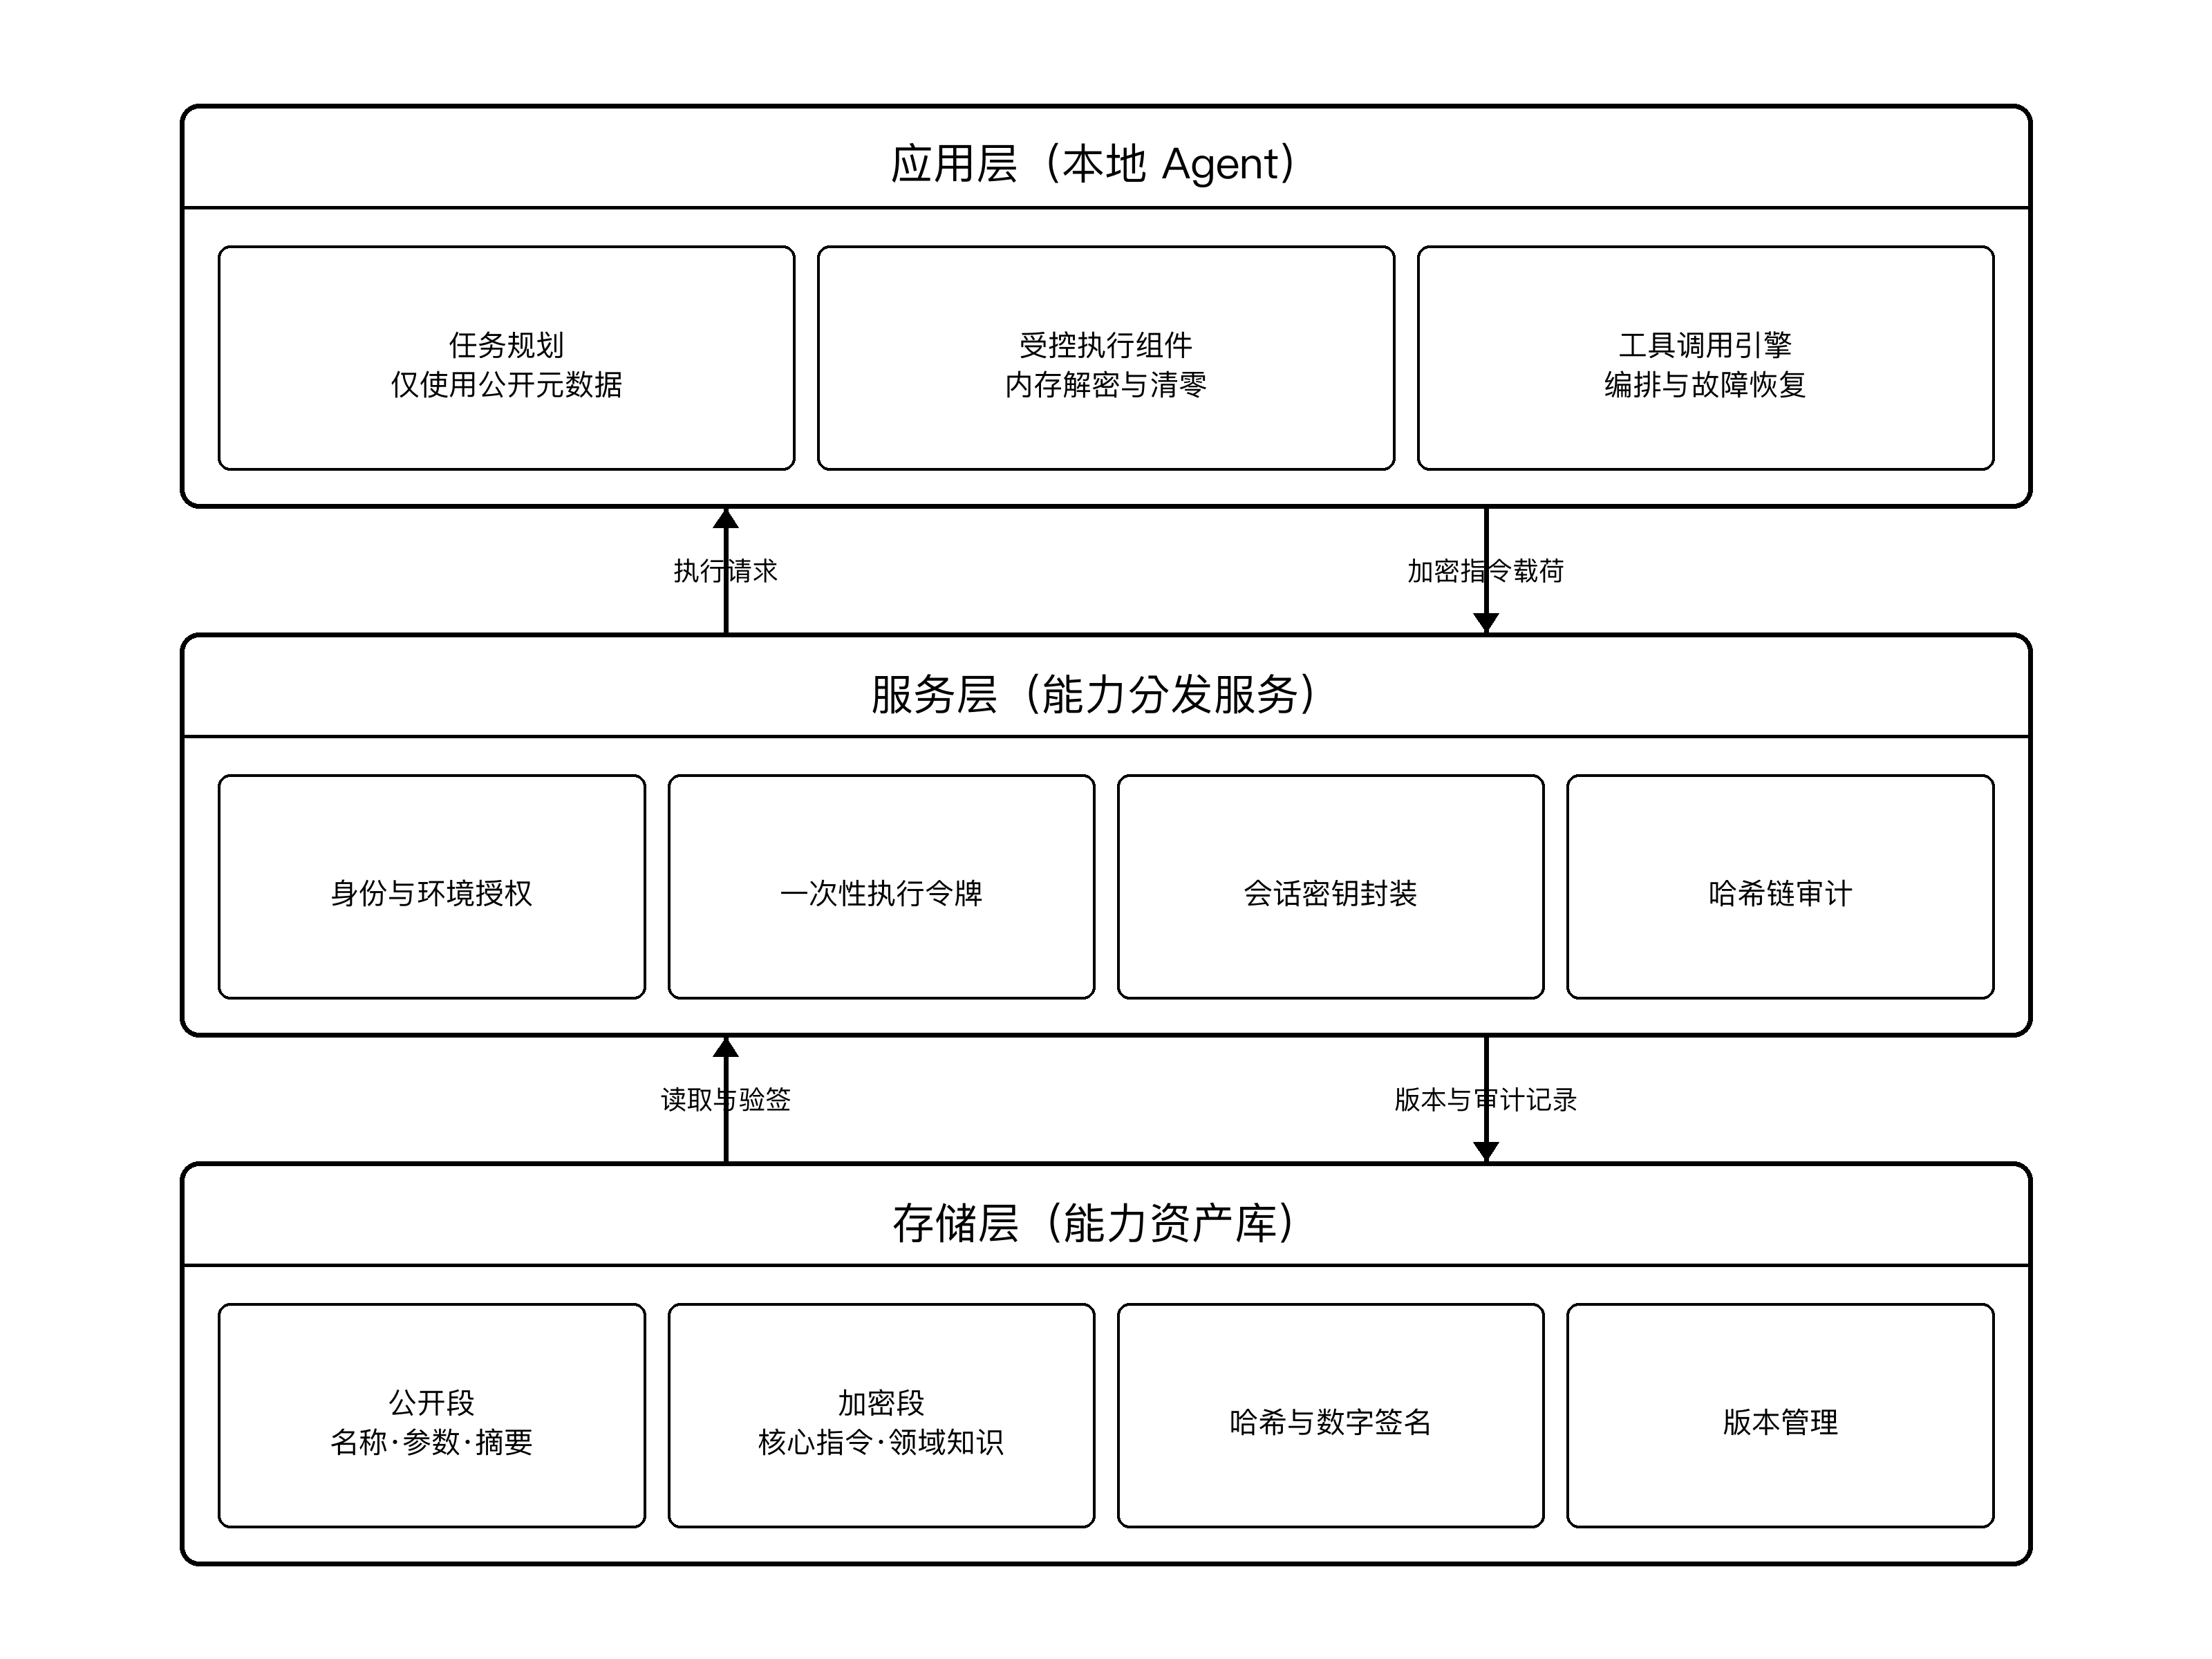 应用层（本地 Agent）
任务规划
仅使用公开元数据
受控执行组件
内存解密与清零
工具调用引擎
编排与故障恢复
执行请求
加密指令载荷
服务层（能力分发服务）
身份与环境授权
一次性执行令牌
会话密钥封装
哈希链审计
读取与验签
版本与审计记录
存储层（能力资产库）
公开段
名称·参数·摘要
加密段
核心指令·领域知识
哈希与数字签名
版本管理